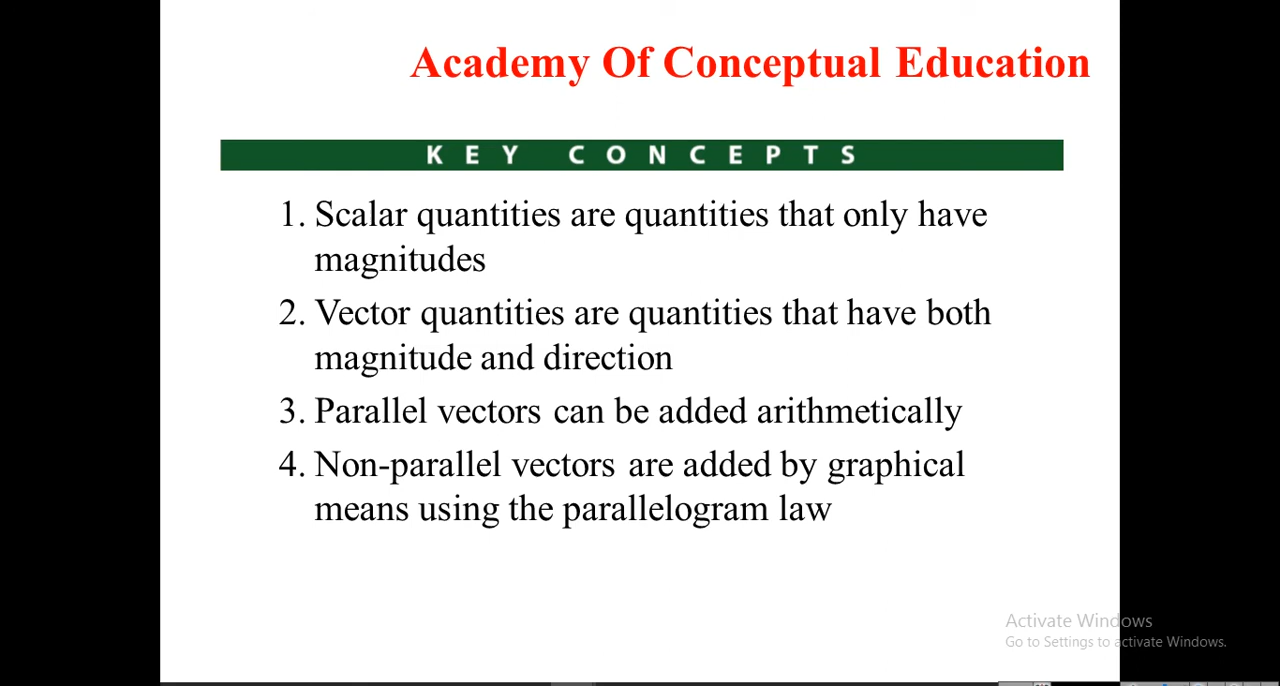 Academy Of Conceptual Education
KEY CONCEPTS
1. Scalar quantities are quantities that only have
magnitudes
2. Vector quantities are quantities that have both
magnitude and direction
3. Parallel vectors can be added arithmetically
4. Non-parallel vectors are added by graphical
means using the parallelogram law
Activate Windows
Go to Settings to activate Windows.